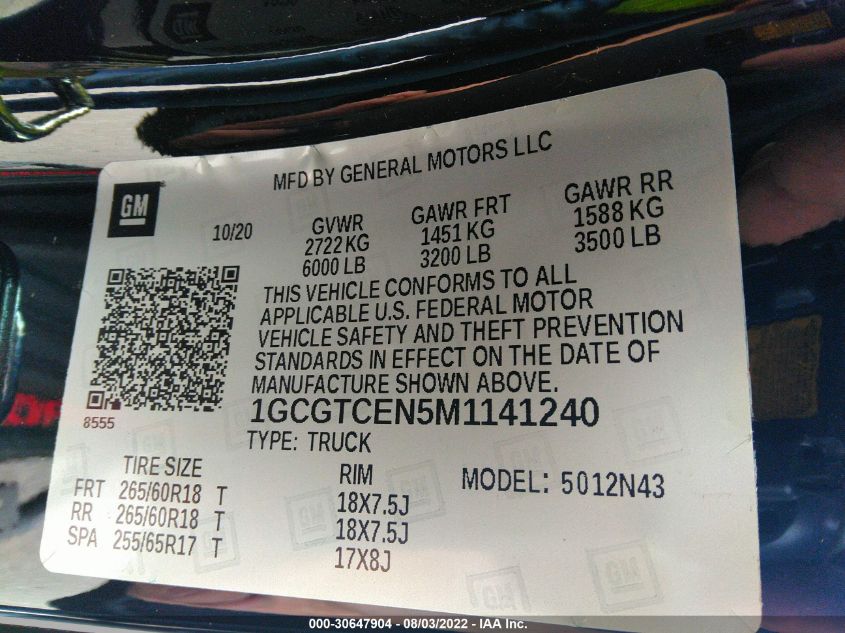 MFD BY GENERAL MOTORS LLC
GM
10/20
GVWR
2722 KG
6000 LB
GAWR FRT
1451 KG
3200 LB
GAWR RR
1588 KG
3500 LB
THIS VEHICLE CONFORMS TO ALL
APPLICABLE U.S. FEDERAL MOTOR
VEHICLE SAFETY AND THEFT PREVENTION
STANDARDS IN EFFECT ON THE DATE OF
MANUFACTURE SHOWN ABOVE.
8555
1GCGTCEN5M1141240
TYPE: TRUCK
MODEL: 5012N43
TIRE SIZE RIM
FRT 265/60R18 T 18X7.5J
RR 265/60R18 T 18X7.5J
SPA 255/65R17 T 17X8J
GM
000-30647904 - 08/03/2022 - IAA Inc.